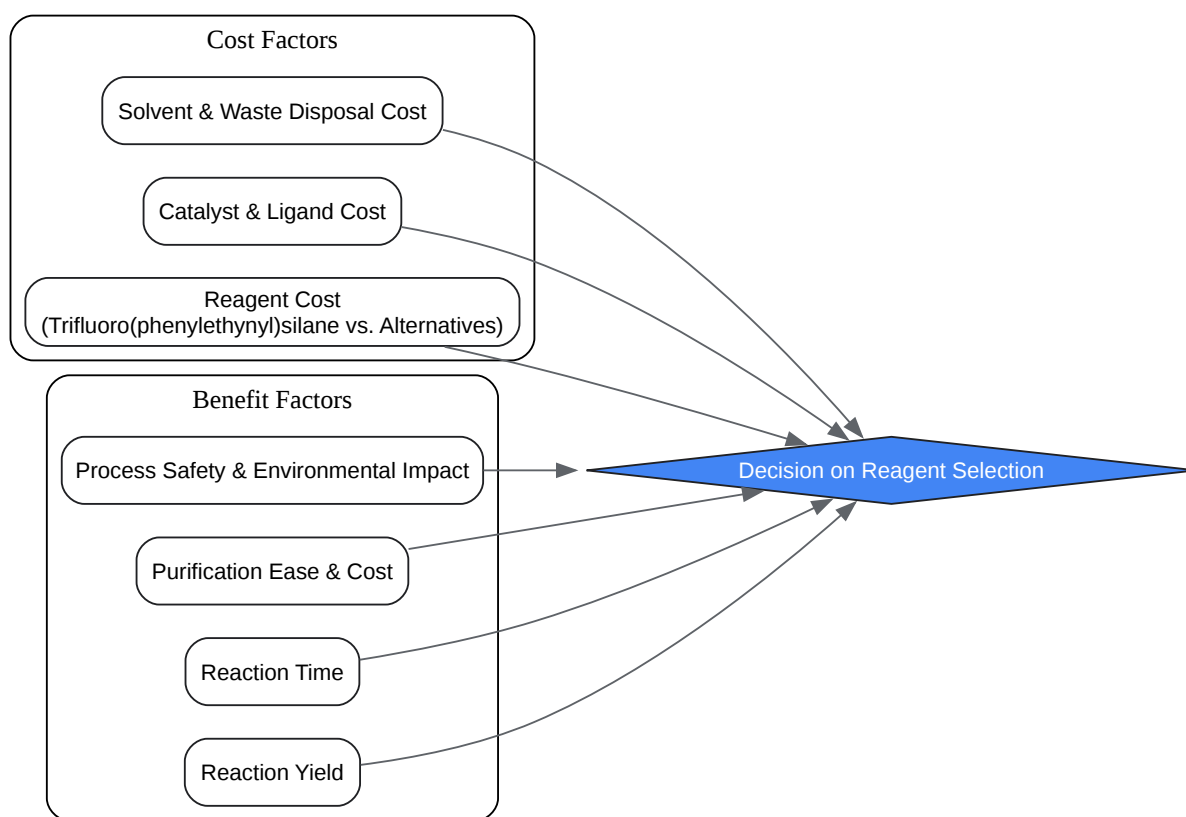 Cost Factors
Solvent & Waste Disposal Cost
Catalyst & Ligand Cost
Reagent Cost
(Trifluoro(phenylethynyl)silane vs. Alternatives)
Benefit Factors
Process Safety & Environmental Impact
Purification Ease & Cost
Reaction Time
Reaction Yield
Decision on Reagent Selection